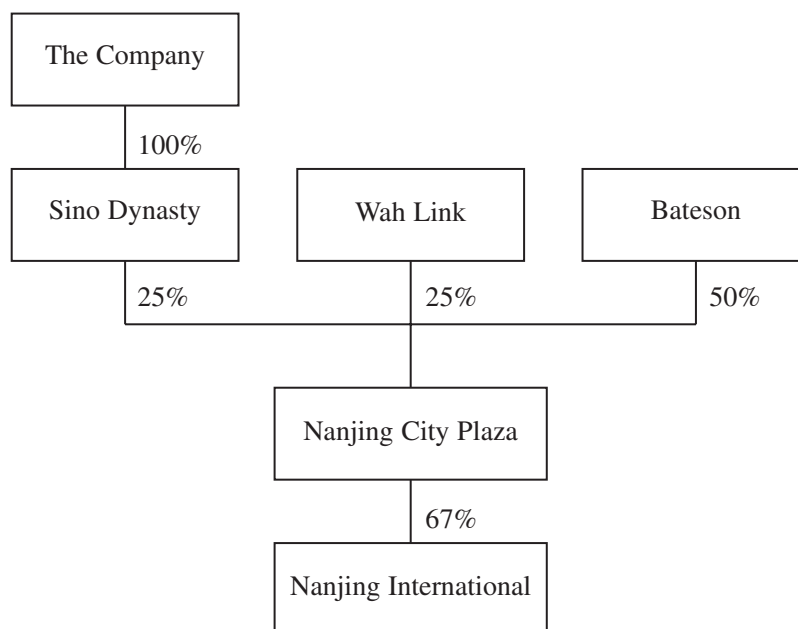 The Company
100%
Sino Dynasty
Wah Link
Bateson
25%
25%
50%
Nanjing City Plaza
67%
Nanjing International